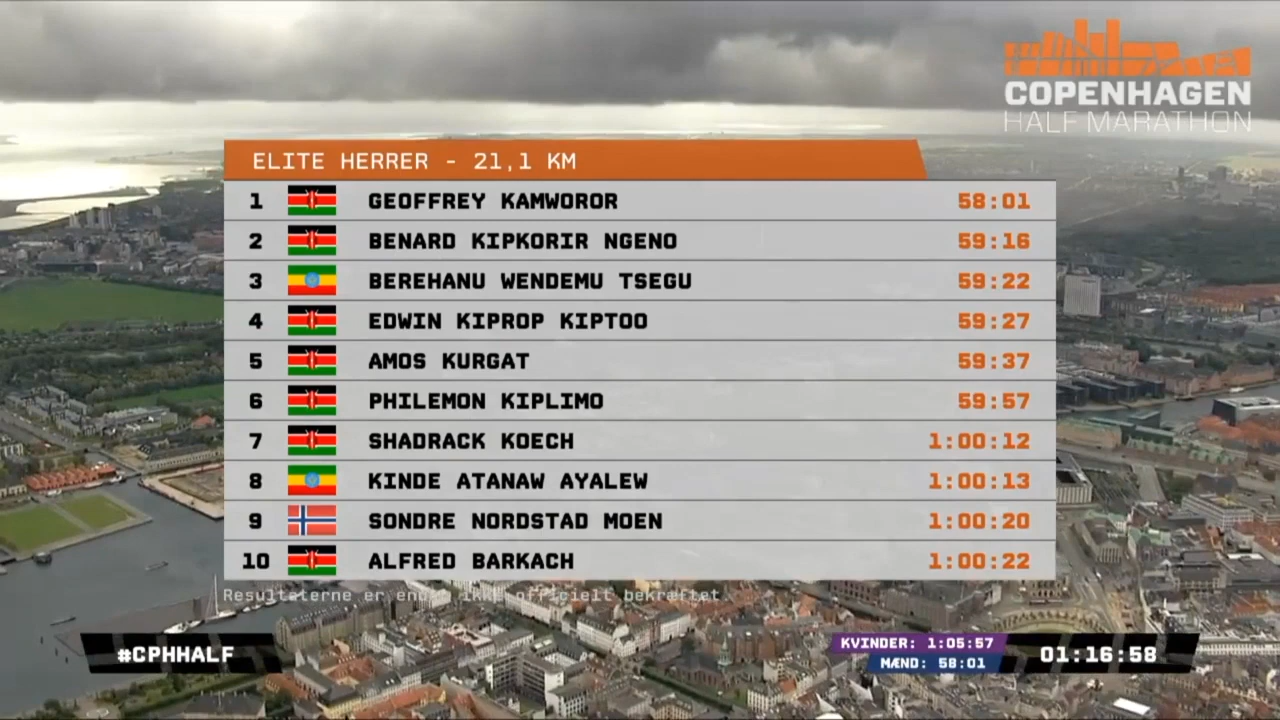 COPENHAGEN
HALF MARATHON
ELITE HERRER - 21,1 KM
1 GEOFFREY KAMWOROR 58:01
2 BENARD KIPKORIR NGENO 59:16
3 BEREHANU WENDEMU TSEGU 59:22
4 EDWIN KIPROP KIPTOO 59:27
5 AMOS KURGAT 59:37
6 PHILEMON KIPLIMO 59:57
7 SHADRACK KOECH 1:00:12
8 KINDE ATANAW AYALEW 1:00:13
9 SONDRE NORDSTAD MOEN 1:00:20
10 ALFRED BARKACH 1:00:22
Resultaterne er endnu ikke officielt bekræftet.
#CPHHALF
KVINDER: 1:05:57
MÆND: 58:01
01:16:58